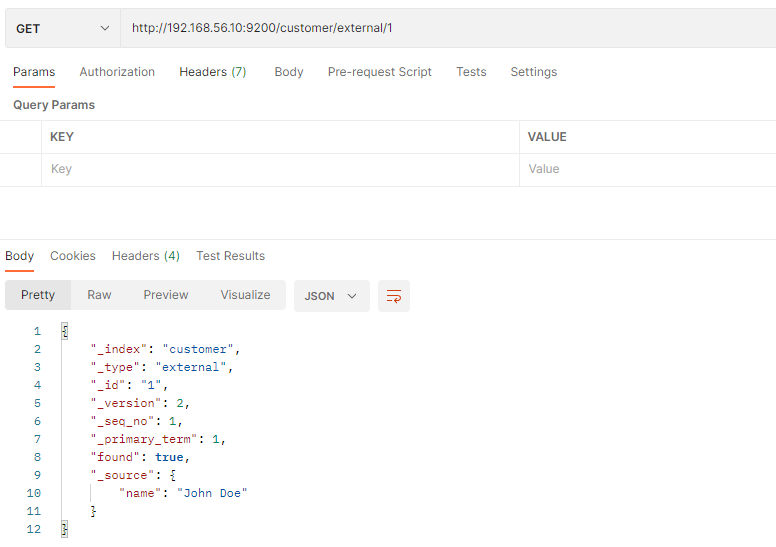 GET http://192.168.56.10:9200/customer/external/1
Params Authorization Headers (7) Body Pre-request Script Tests Settings
Query Params
KEY VALUE
Key Value
Body Cookies Headers (4) Test Results
Pretty Raw Preview Visualize JSON
1 {
2 "_index": "customer",
3 "_type": "external",
4 "_id": "1",
5 "_version": 2,
6 "_seq_no": 1,
7 "_primary_term": 1,
8 "found": true,
9 "_source": {
10 "name": "John Doe"
11 }
12 }